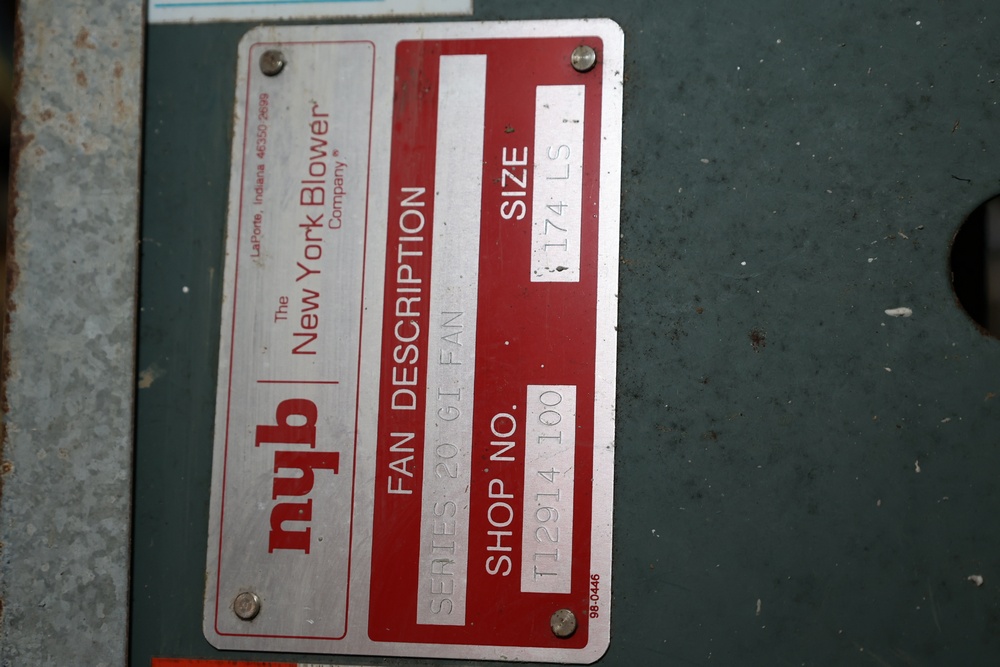 nyb
The
New York Blower
Company®
LaPorte, Indiana 46350-2699
FAN DESCRIPTION
SERIES 20 GI FAN
SHOP NO.
T12914 100
SIZE
174 LS
98-0446